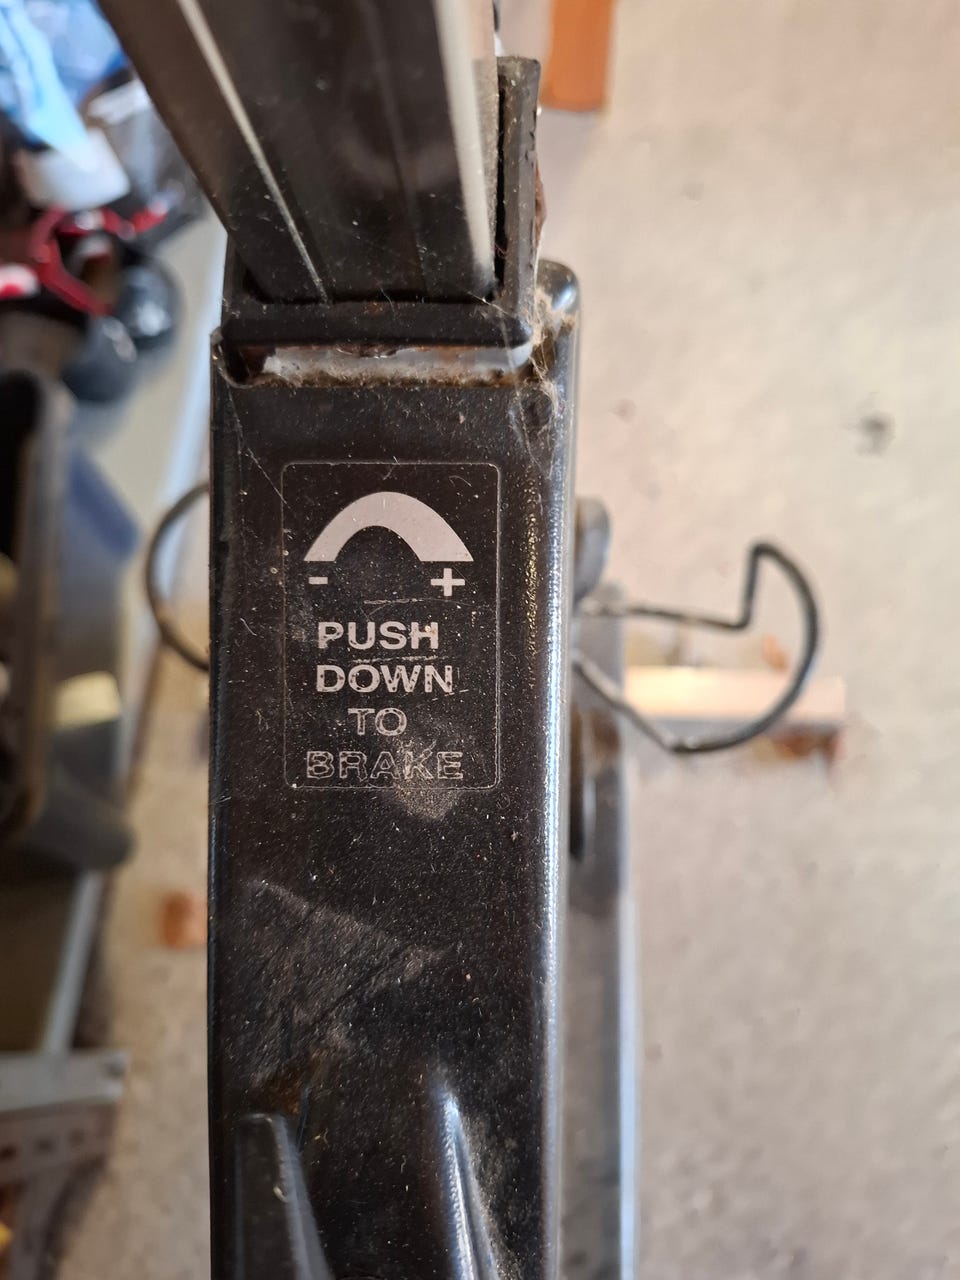 - +
PUSH
DOWN
TO
BRAKE